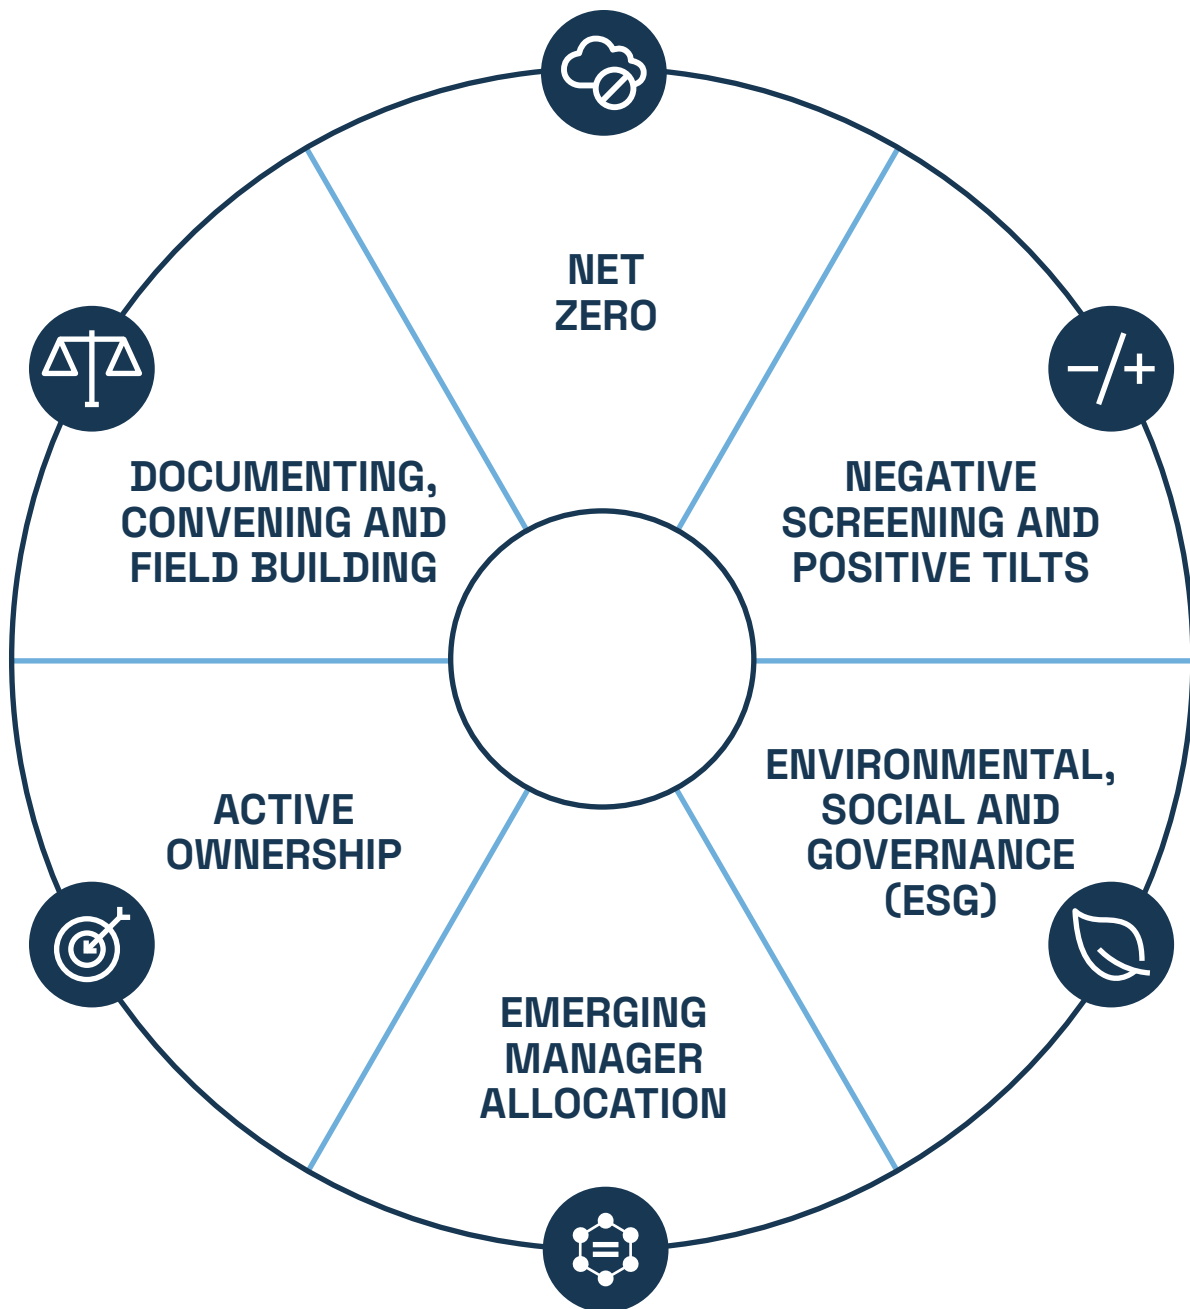 NET
ZERO
NEGATIVE
SCREENING AND
POSITIVE TILTS
ENVIRONMENTAL,
SOCIAL AND
GOVERNANCE
(ESG)
EMERGING
MANAGER
ALLOCATION
ACTIVE
OWNERSHIP
DOCUMENTING,
CONVENING AND
FIELD BUILDING